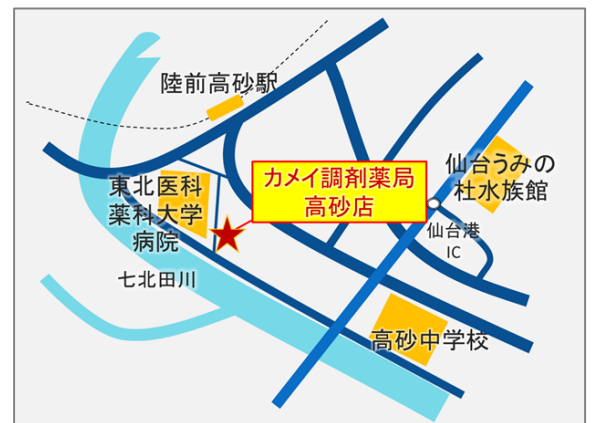 陸前高砂駅
カメイ調剤薬局
高砂店
仙台うみの
杜水族館
東北医科
薬科大学
病院
仙台港
IC
七北田川
高砂中学校